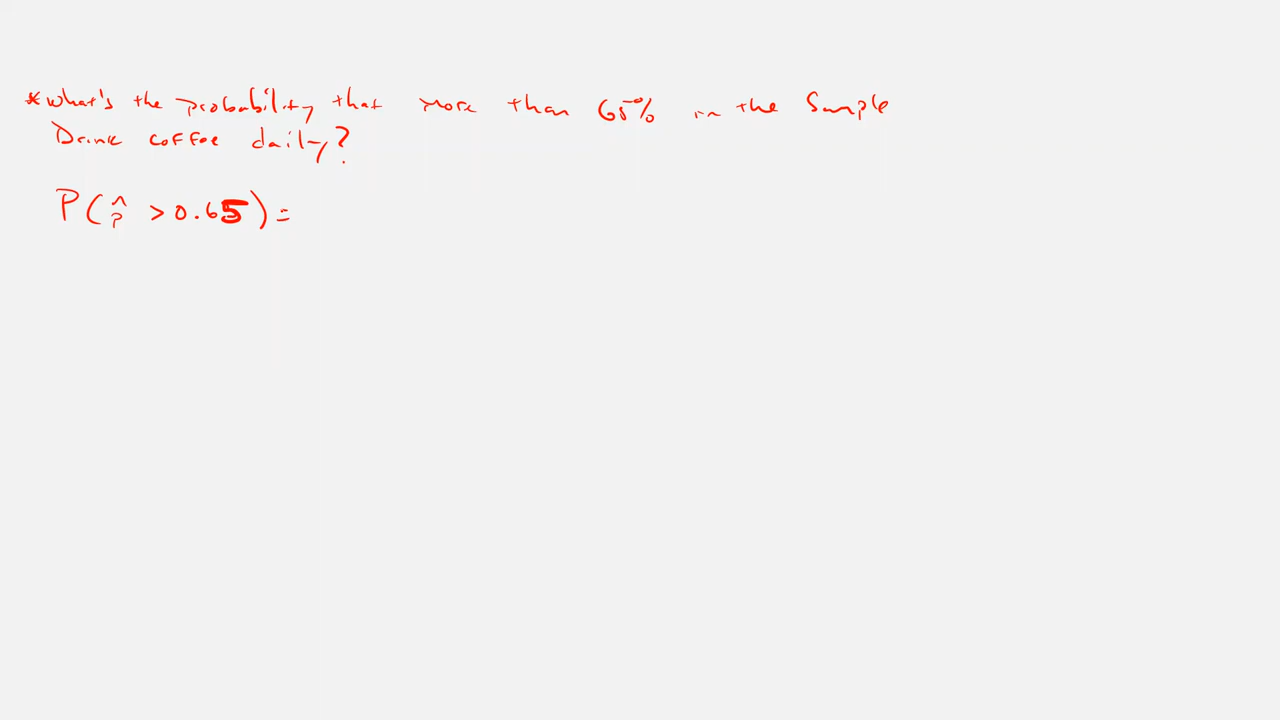 *What's the probability that more than 65% in the Sample
Drink coffee daily?
P(p̂ > 0.65) =